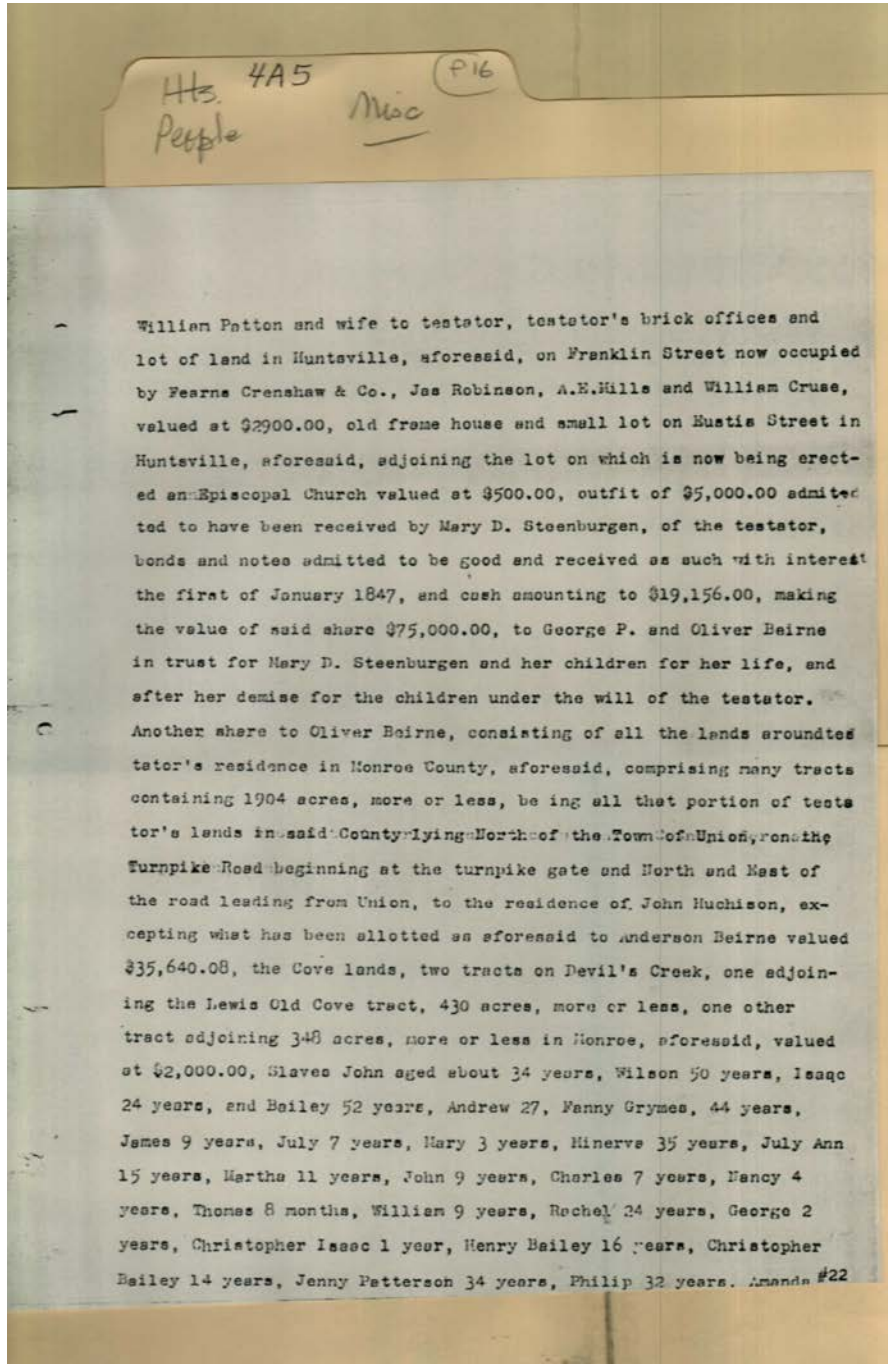 4A5
P16
Hts.
Misc
People
William Patton and wife to testator, testator's brick offices and
lot of land in Huntsville, aforesaid, on Franklin Street now occupied
by Fearns Crenshaw & Co., Jas Robinson, A.E.Mills and William Cruse,
valued at $2900.00, old frame house and small lot on Eustis Street in
Huntsville, aforesaid, adjoining the lot on which is now being erect-
ed an Episcopal Church valued at $500.00, outfit of $5,000.00 admitted
ted to have been received by Mary D. Steenburgen, of the testator,
bonds and notes admitted to be good and received as such with interest
the first of January 1847, and cash amounting to $19,156.00, making
the value of said share $75,000.00, to George P. and Oliver Beirne
in trust for Mary D. Steenburgen and her children for her life, and
after her demise for the children under the will of the testator.
Another share to Oliver Beirne, consisting of all the lands aroundtes
tator's residence in Monroe County, aforesaid, comprising many tracts
containing 1904 acres, more or less, be ing all that portion of testa
tor's lands in said County lying North of the Town of Union, on the
Turnpike Road beginning at the turnpike gate and North and East of
the road leading from Union, to the residence of John Huchison, ex-
cepting what has been allotted as aforesaid to Anderson Beirne valued
$35,640.08, the Cove lands, two tracts on Devil's Creek, one adjoin-
ing the Lewis Old Cove tract, 430 acres, more or less, one other
tract adjoining 348 acres, more or less in Monroe, aforesaid, valued
at $2,000.00, Slaves John aged about 34 years, Wilson 50 years, Isaac
24 years, and Bailey 52 years, Andrew 27, Fanny Grymes, 44 years,
James 9 years, July 7 years, Mary 3 years, Minerva 35 years, July Ann
15 years, Martha 11 years, John 9 years, Charles 7 years, Nancy 4
years, Thomas 8 months, William 9 years, Rachel 24 years, George 2
years, Christopher Isaac 1 year, Henry Bailey 16 years, Christopher
Bailey 14 years, Jenny Patterson 34 years, Philip 32 years. Amanda #22